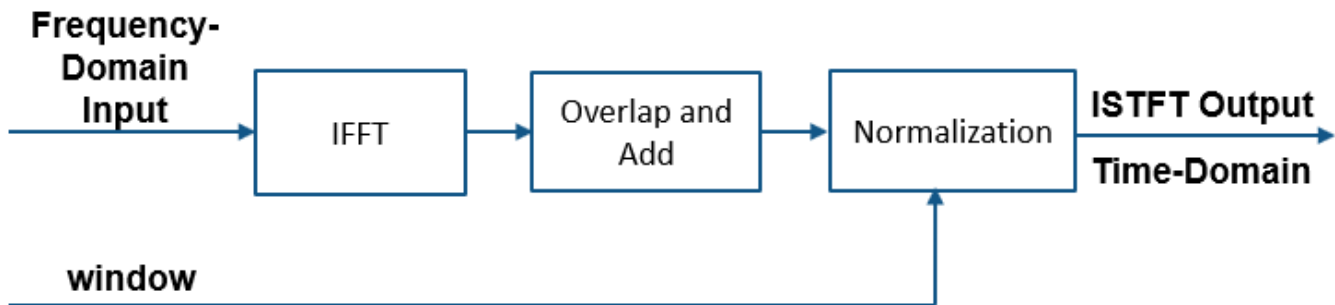 Frequency-
Domain
Input
IFFT
Overlap and
Add
Normalization
ISTFT Output
Time-Domain
window